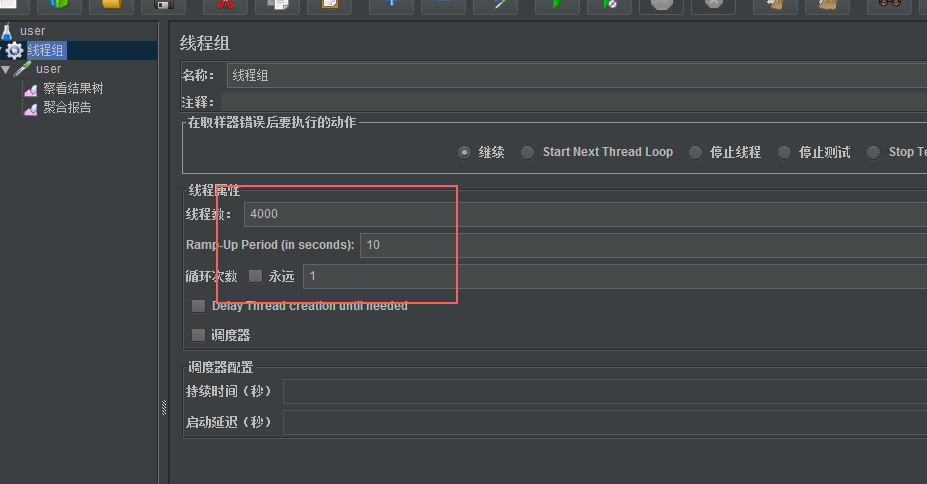 user
线程组
user
察看结果树
聚合报告
线程组
名称： 线程组
注释：
在取样器错误后要执行的动作
继续 Start Next Thread Loop 停止线程 停止测试 Stop Te
线程属性
线程数： 4000
Ramp-Up Period (in seconds): 10
循环次数 永远 1
Delay Thread creation until needed
调度器
调度器配置
持续时间（秒）
启动延迟（秒）